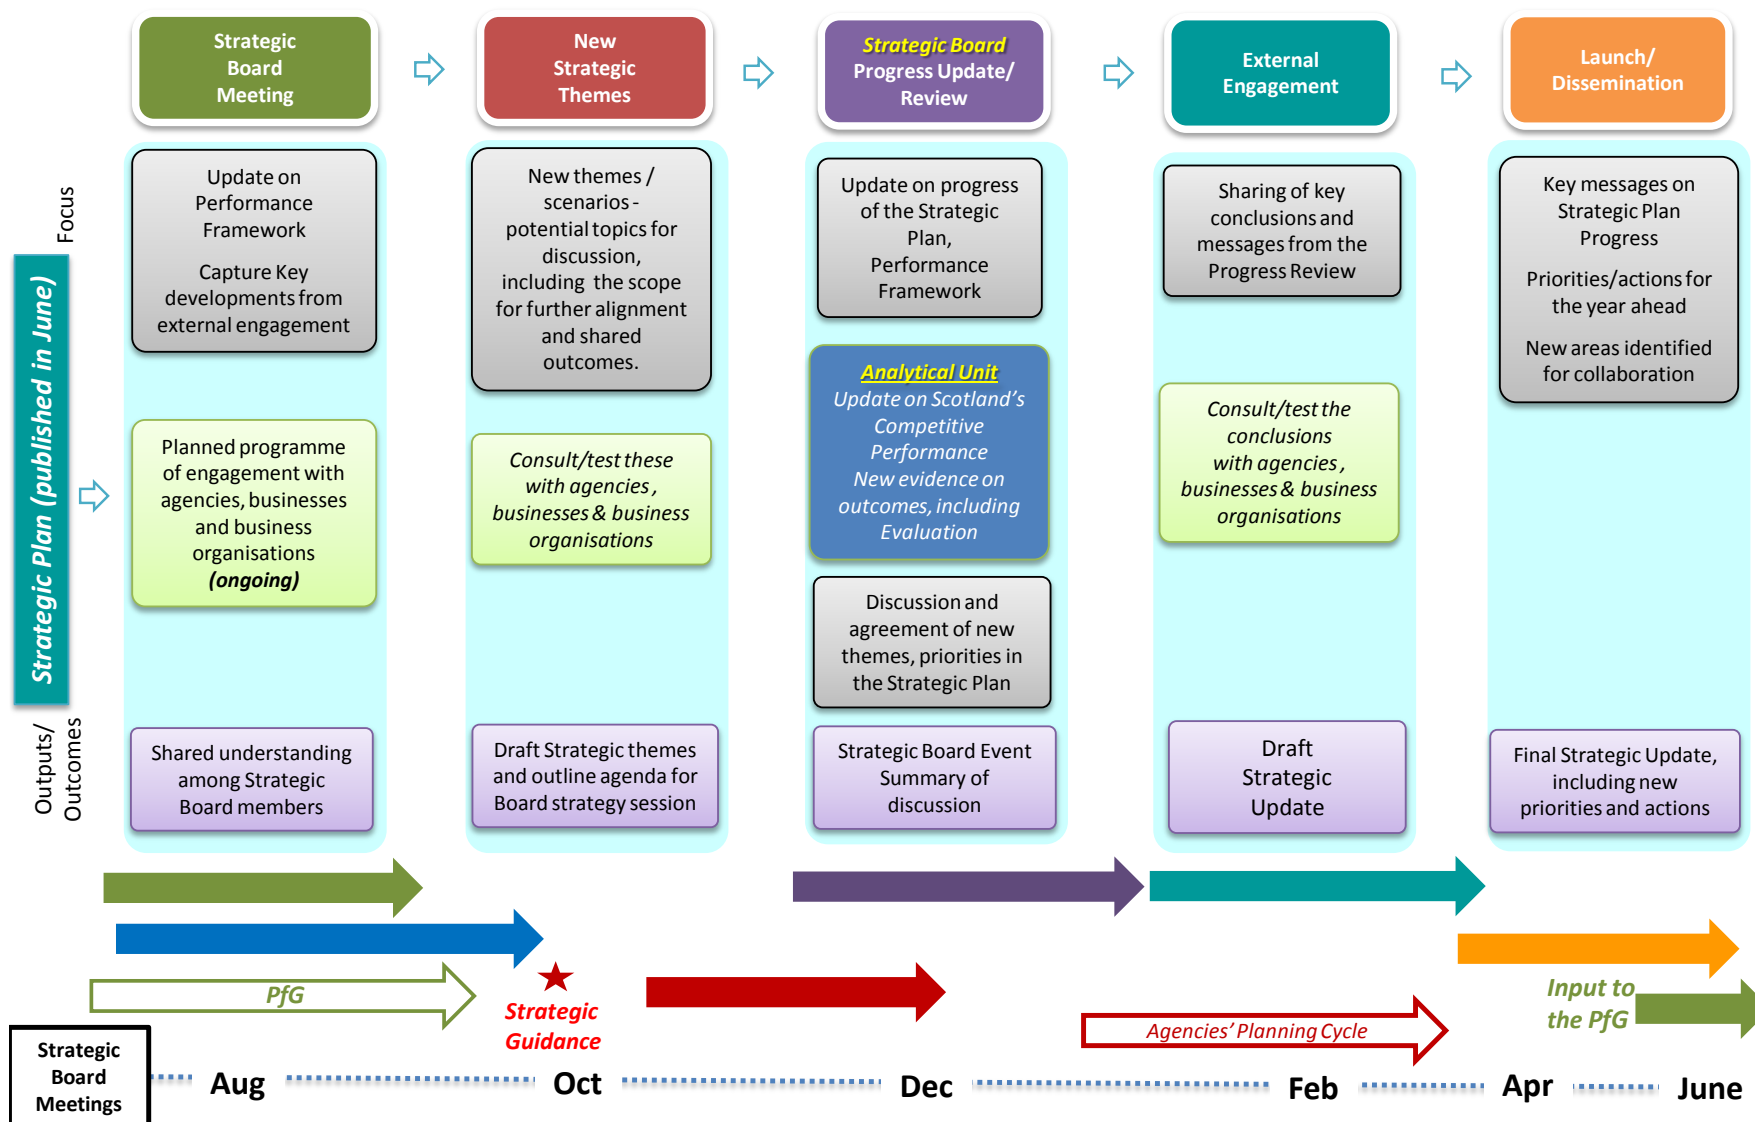 Strategic
Board
Meeting
New
Strategic
Themes
Strategic Board
Progress Update/
Review
External
Engagement
Launch/
Dissemination
Focus
Strategic Plan (published in June)
Outputs/
Outcomes
Update on
Performance
Framework
Capture Key
developments from
external engagement
Planned programme
of engagement with
agencies, businesses
and business
organisations
(ongoing)
Shared understanding
among Strategic
Board members
New themes /
scenarios -
potential topics for
discussion,
including the scope
for further alignment
and shared
outcomes.
Consult/test these
with agencies ,
businesses & business
organisations
Draft Strategic themes
and outline agenda for
Board strategy session
Update on progress
of the Strategic
Plan,
Performance
Framework
Analytical Unit
Update on Scotland's
Competitive
Performance
New evidence on
outcomes, including
Evaluation
Discussion and
agreement of new
themes, priorities in
the Strategic Plan
Strategic Board Event
Summary of
discussion
Sharing of key
conclusions and
messages from the
Progress Review
Consult/test the
conclusions
with agencies ,
businesses & business
organisations
Draft
Strategic
Update
Key messages on
Strategic Plan
Progress
Priorities/actions for
the year ahead
New areas identified
for collaboration
Final Strategic Update,
including new
priorities and actions
PfG
Strategic
Guidance
Agencies' Planning Cycle
Input to
the PfG
Strategic
Board
Meetings
Aug
Oct
Dec
Feb
Apr
June